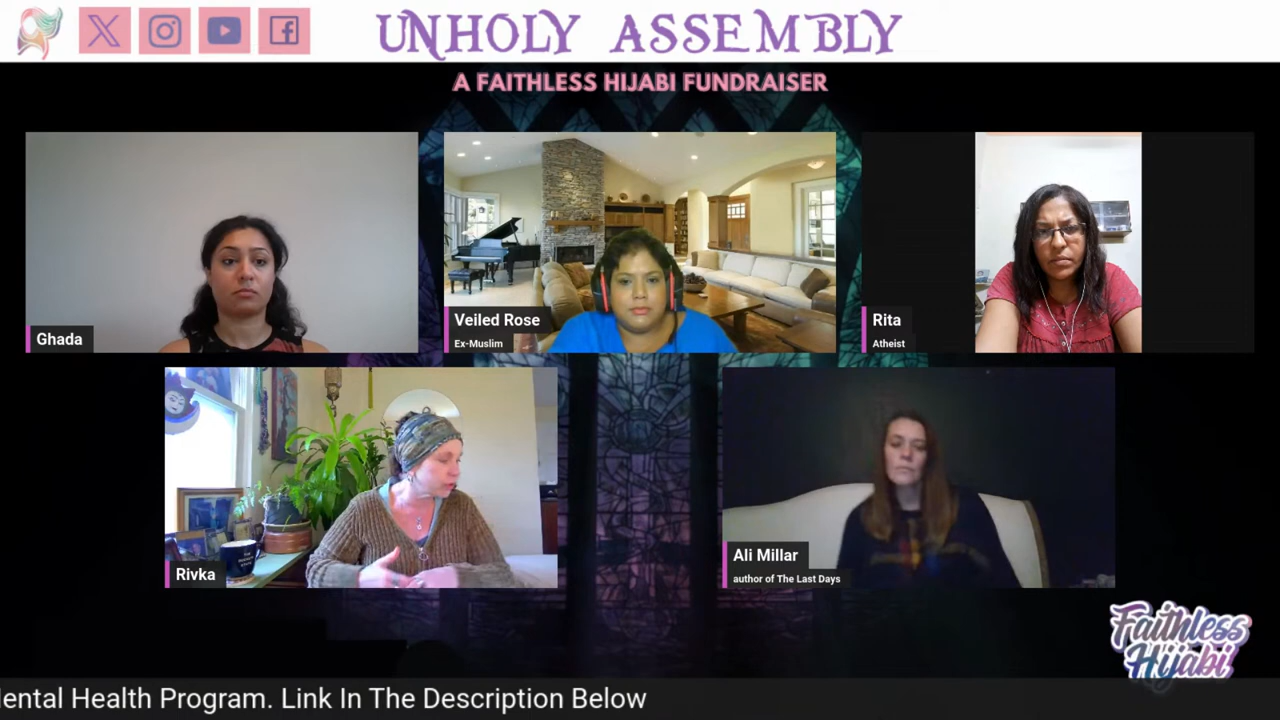 UNHOLY ASSEMBLY
A FAITHLESS HIJABI FUNDRAISER
Ghada
Veiled Rose
Ex-Muslim
Rita
Atheist
Rivka
Ali Millar
author of The Last Days
Faithless
Hijabi
Mental Health Program. Link In The Description Below